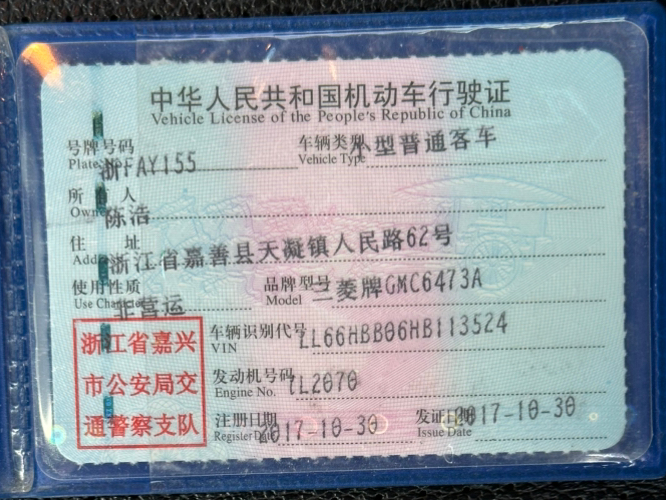 中华人民共和国机动车行驶证
Vehicle License of the People's Republic of China
号牌号码 浙FAY155 车辆类型 小型普通客车
Plate No. Vehicle Type
所有人 陈浩
Owner
住址 浙江省嘉善县天凝镇人民路62号
Address
使用性质 非营运 品牌型号 三菱牌GMC6473A
Use Character Model
浙江省嘉兴
市公安局交
通警察支队
车辆识别代号 LL66HBB06HB113524
VIN
发动机号码 LL2070
Engine No.
注册日期 2017-10-30 发证日期 2017-10-30
Register Date Issue Date